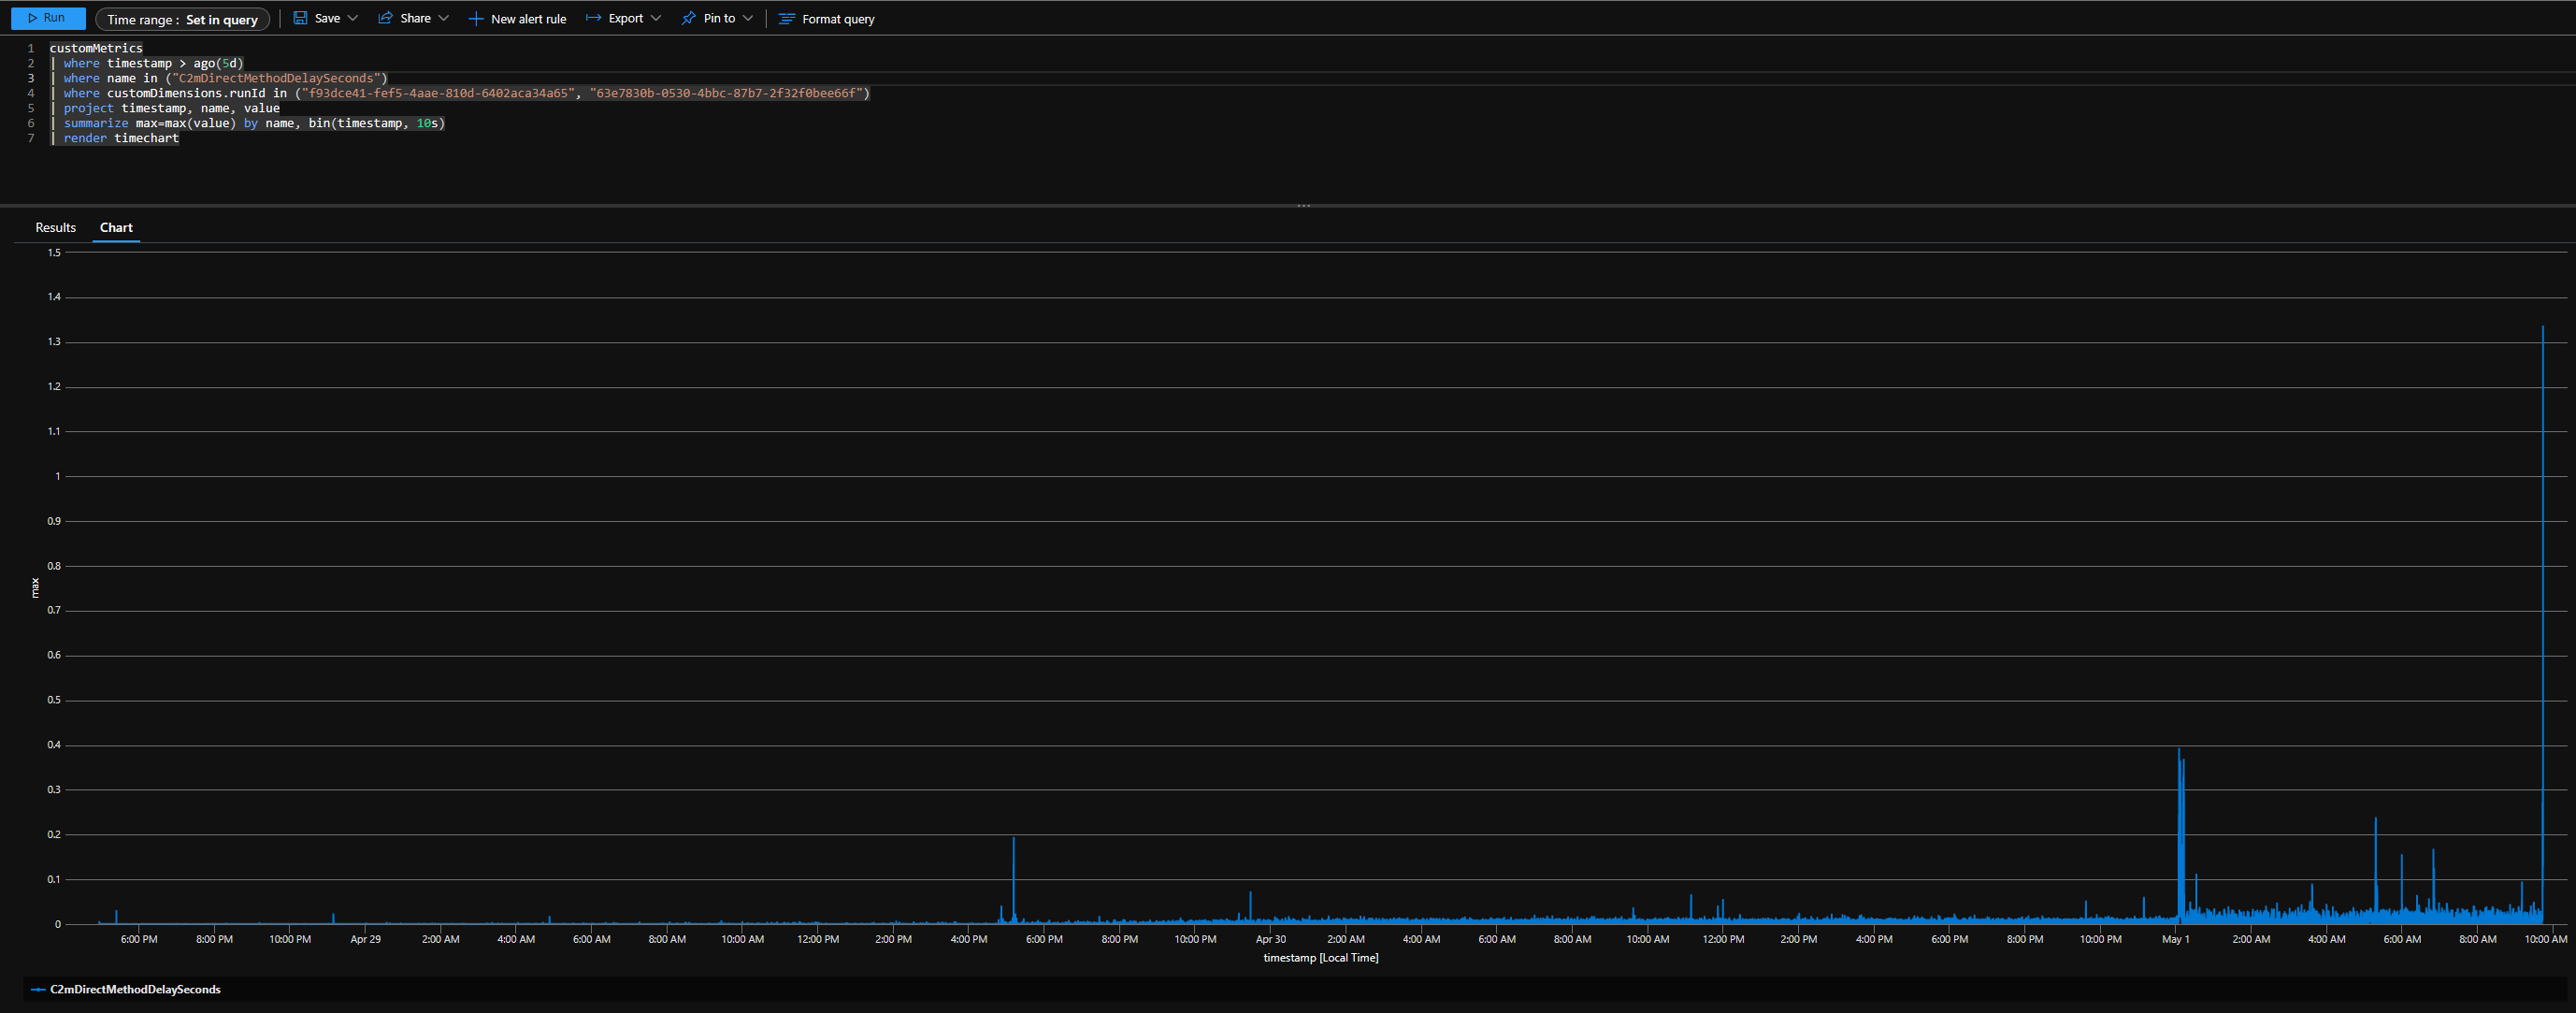 Run Time range : Set in query Save Share New alert rule Export Pin to Format query
1 customMetrics
2 | where timestamp > ago(5d)
3 | where name in ("C2mDirectMethodDelaySeconds")
4 | where customDimensions.runId in ("f93dce41-fef5-4aae-810d-6402aca34a65", "63e7830b-0530-4bbc-87b7-2f32f0bee66f")
5 | project timestamp, name, value
6 | summarize max=max(value) by name, bin(timestamp, 10s)
7 | render timechart
Results Chart
1.5
1.4
1.3
1.2
1.1
1
0.9
0.8
0.7
0.6
0.5
0.4
0.3
0.2
0.1
0
max
6:00 PM 8:00 PM 10:00 PM Apr 29 2:00 AM 4:00 AM 6:00 AM 8:00 AM 10:00 AM 12:00 PM 2:00 PM 4:00 PM 6:00 PM 8:00 PM 10:00 PM Apr 30 2:00 AM 4:00 AM 6:00 AM 8:00 AM 10:00 AM 12:00 PM 2:00 PM 4:00 PM 6:00 PM 8:00 PM 10:00 PM May 1 2:00 AM 4:00 AM 6:00 AM 8:00 AM 10:00 AM
timestamp [Local Time]
C2mDirectMethodDelaySeconds